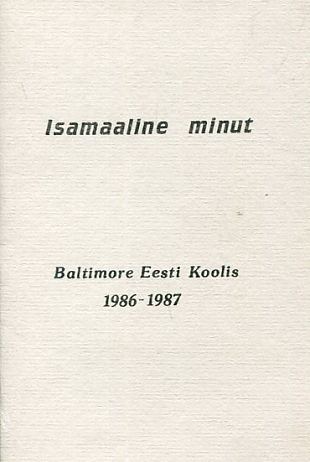 Isamaaline minut
Baltimore Eesti Koolis
1986-1987